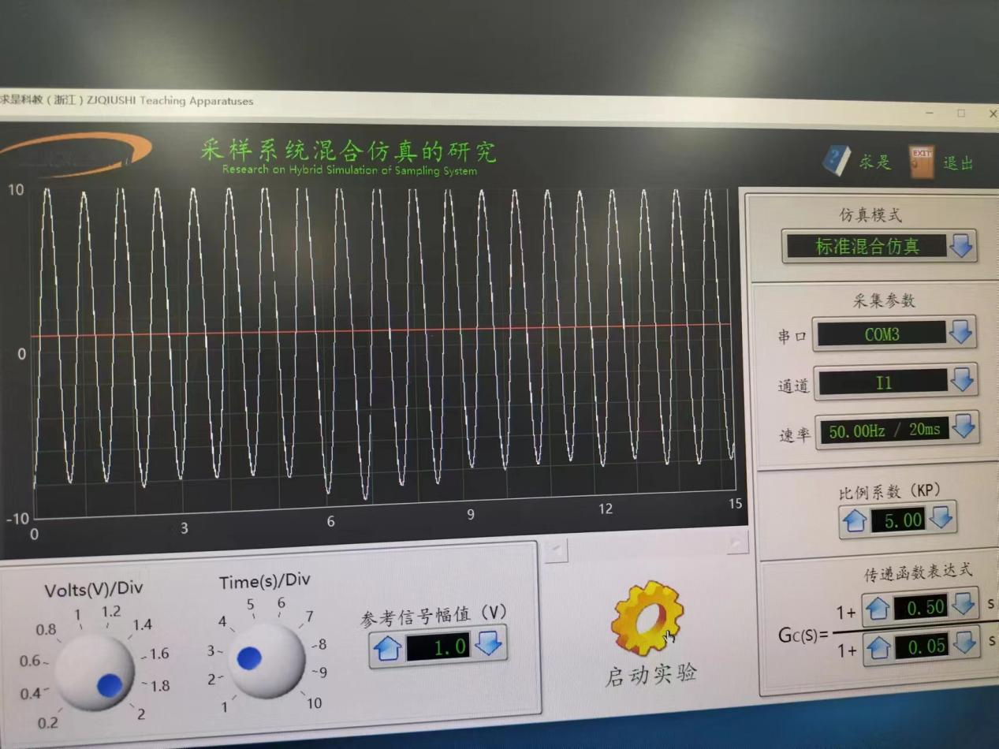 求是科教（浙江）ZJQIUSHI Teaching Apparatuses
采样系统混合仿真的研究
Research on Hybrid Simulation of Sampling System
求是
EXIT
退出
10
0
-10
0
3
6
9
12
15
仿真模式
标准混合仿真
采集参数
串口
COM3
通道
I1
速率
50.00Hz / 20ms
比例系数（KP）
5.00
传递函数表达式
1+ 0.50 s
Gc(s)=
1+ 0.05 s
Volts(V)/Div
0.2
0.4
0.6
0.8
1
1.2
1.4
1.6
1.8
2
Time(s)/Div
1
2
3
4
5
6
7
8
9
10
参考信号幅值（V）
1.0
启动实验